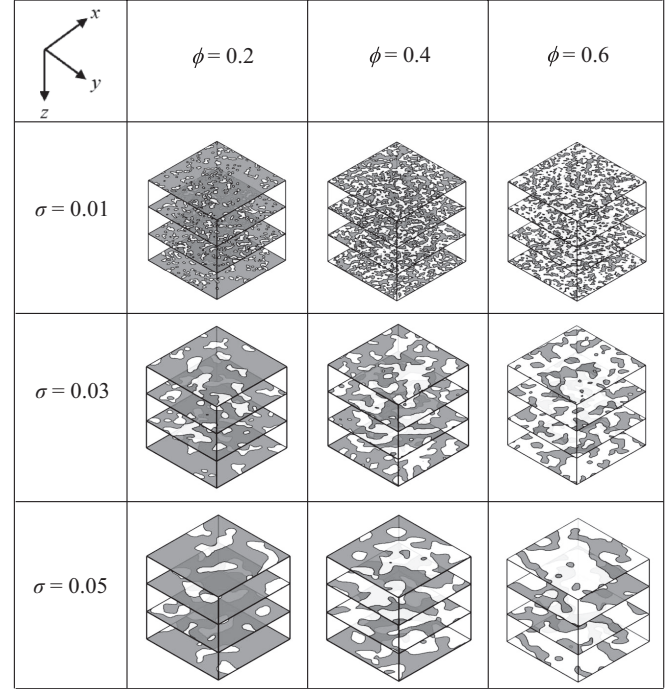 x
y
z
ϕ = 0.2
ϕ = 0.4
ϕ = 0.6
σ = 0.01
σ = 0.03
σ = 0.05